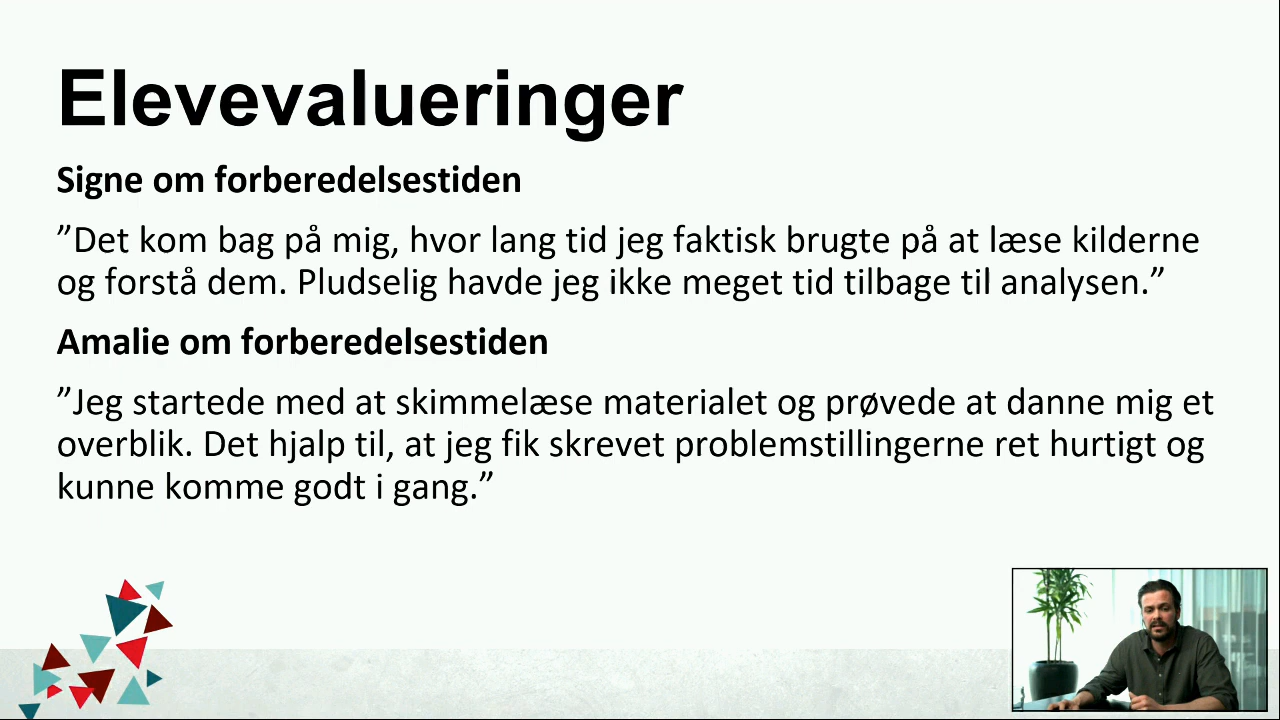 Elevevalueringer
Signe om forberedelsestiden
”Det kom bag på mig, hvor lang tid jeg faktisk brugte på at læse kilderne
og forstå dem. Pludselig havde jeg ikke meget tid tilbage til analysen.”
Amalie om forberedelsestiden
”Jeg startede med at skimmelæse materialet og prøvede at danne mig et
overblik. Det hjalp til, at jeg fik skrevet problemstillingerne ret hurtigt og
kunne komme godt i gang.”